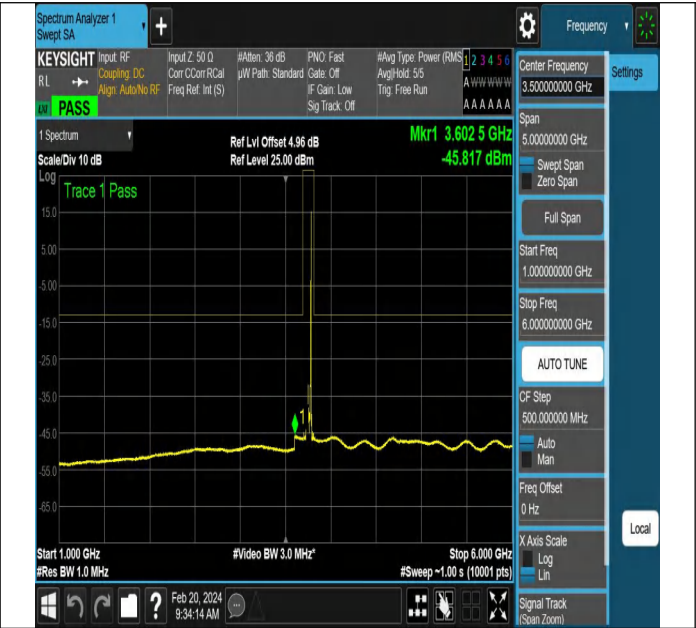 Spectrum Analyzer 1
Swept SA
+
Frequency
KEYSIGHT
RL
LXI
PASS
Input: RF
Coupling: DC
Align: Auto/No RF
Input Z: 50 Ω
Corr CCorr RCal
Freq Ref: Int (S)
#Atten: 36 dB
µW Path: Standard
PNO: Fast
Gate: Off
IF Gain: Low
Sig Track: Off
#Avg Type: Power (RMS
Avg|Hold: 5/5
Trig: Free Run
1 2 3 4 5 6
A W W W W W
A A A A A A
1 Spectrum
Scale/Div 10 dB
Ref Lvl Offset 4.96 dB
Ref Level 25.00 dBm
Mkr1 3.602 5 GHz
-45.817 dBm
Log
Trace 1 Pass
15.0
5.00
-5.00
-15.0
-25.0
-35.0
-45.0
-55.0
-65.0
1
Start 1.000 GHz
#Res BW 1.0 MHz
#Video BW 3.0 MHz*
Stop 6.000 GHz
#Sweep ~1.00 s (10001 pts)
Center Frequency
3.500000000 GHz
Settings
Span
5.00000000 GHz
Swept Span
Zero Span
Full Span
Start Freq
1.000000000 GHz
Stop Freq
6.000000000 GHz
AUTO TUNE
CF Step
500.000000 MHz
Auto
Man
Freq Offset
0 Hz
X Axis Scale
Log
Lin
Local
Signal Track
(Span Zoom)
?
Feb 20, 2024
9:34:14 AM